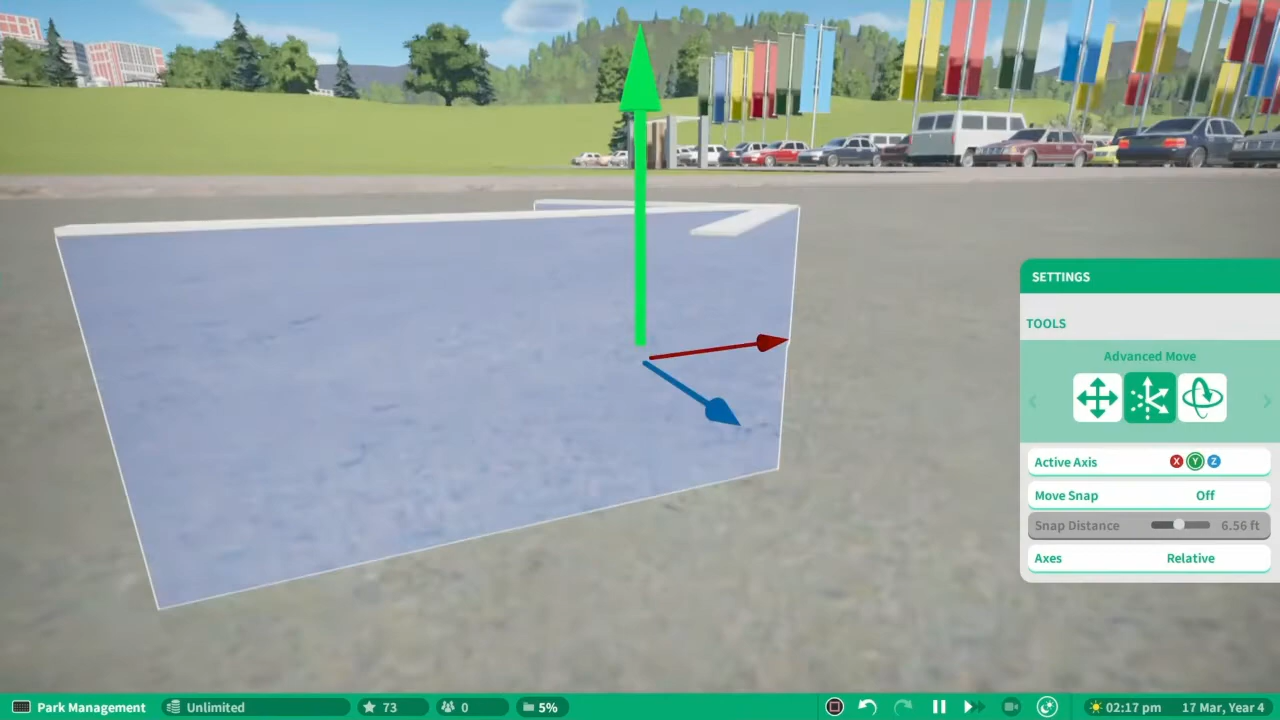 SETTINGS
TOOLS
Advanced Move
Active Axis X Y Z
Move Snap Off
Snap Distance 6.56 ft
Axes Relative
Park Management Unlimited 73 0 5% 02:17 pm 17 Mar, Year 4